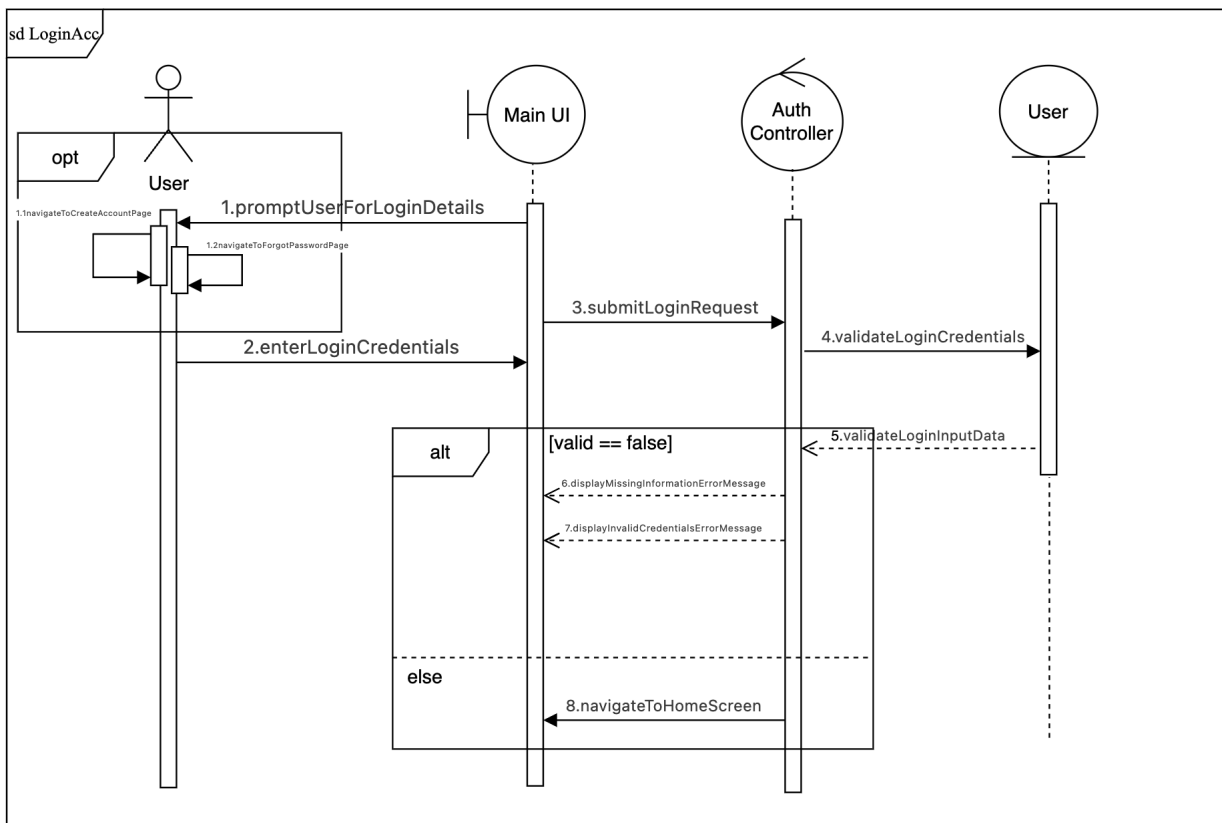 sd LoginAcc
Main UI
Auth
Controller
User
opt
User
1.1navigateToCreateAccountPage
1.promptUserForLoginDetails
1.2navigateToForgotPasswordPage
3.submitLoginRequest
4.validateLoginCredentials
2.enterLoginCredentials
alt
[valid == false]
5.validateLoginInputData
6.displayMissingInformationErrorMessage
7.displayInvalidCredentialsErrorMessage
else
8.navigateToHomeScreen